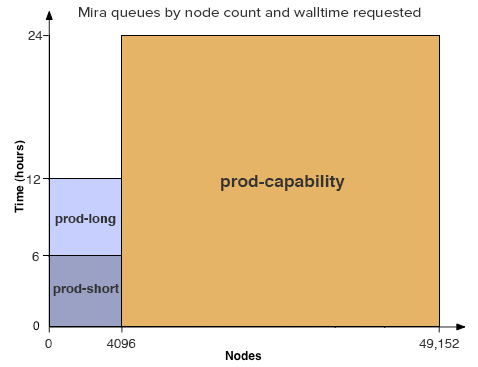 Mira queues by node count and walltime requested
24
12
6
0
Time (hours)
prod-capability
prod-long
prod-short
0
4096
49,152
Nodes